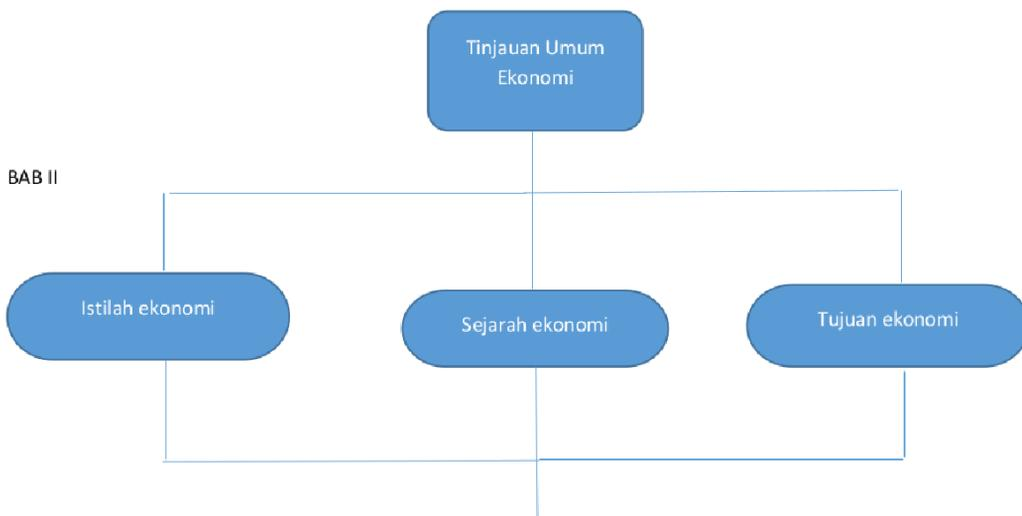 Tinjauan Umum
Ekonomi
BAB II
Istilah ekonomi
Sejarah ekonomi
Tujuan ekonomi